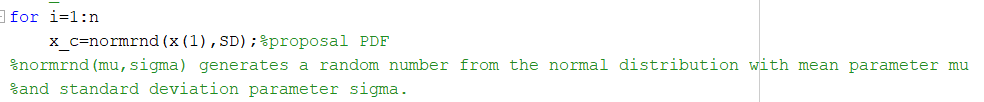 for i=1:n
x_c=normrnd(x(1),SD);%proposal PDF
%normrnd(mu,sigma) generates a random number from the normal distribution with mean parameter mu
%and standard deviation parameter sigma.